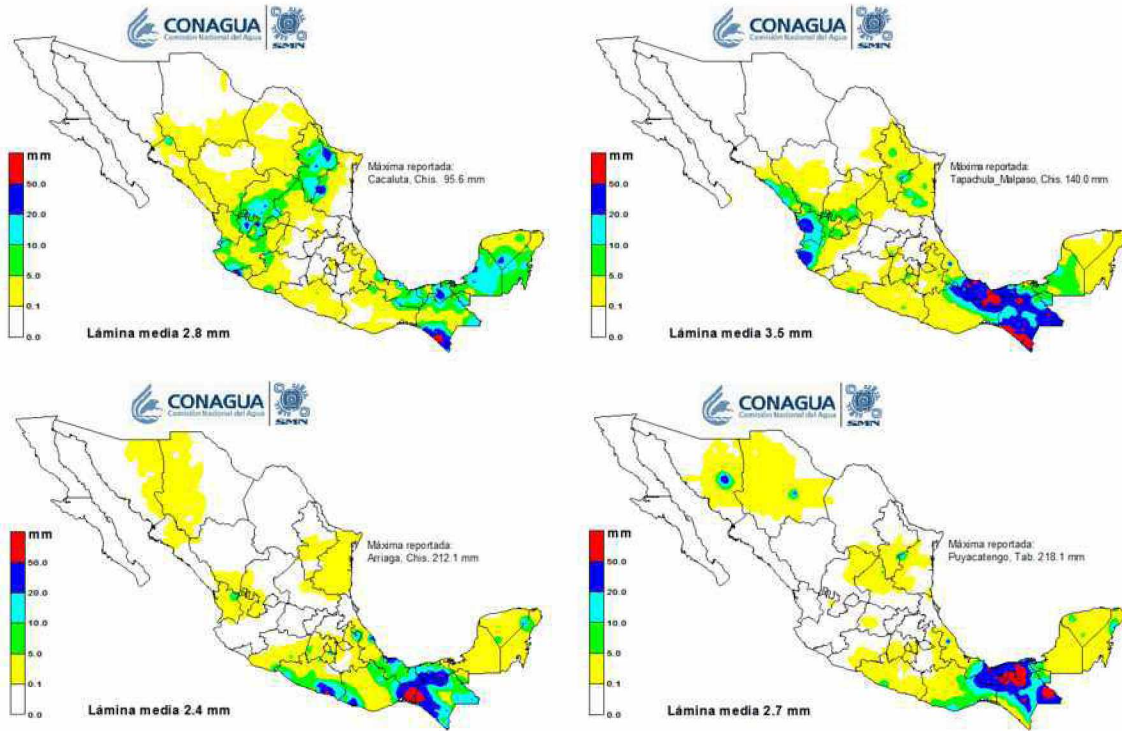 CONAGUA
Comisión Nacional del Agua
SMN
mm
50.0
20.0
10.0
5.0
0.1
0.0
Máxima reportada:
Cacaluta, Chis. 95.6 mm
Lámina media 2.8 mm
CONAGUA
Comisión Nacional del Agua
SMN
mm
50.0
20.0
10.0
5.0
0.1
0.0
Máxima reportada:
Tapachula_Malpaso, Chis. 140.0 mm
Lámina media 3.5 mm
CONAGUA
Comisión Nacional del Agua
SMN
mm
50.0
20.0
10.0
5.0
0.1
0.0
Máxima reportada:
Arriaga, Chis. 212.1 mm
Lámina media 2.4 mm
CONAGUA
Comisión Nacional del Agua
SMN
mm
50.0
20.0
10.0
5.0
0.1
0.0
Máxima reportada:
Puyacatengo, Tab. 218.1 mm
Lámina media 2.7 mm